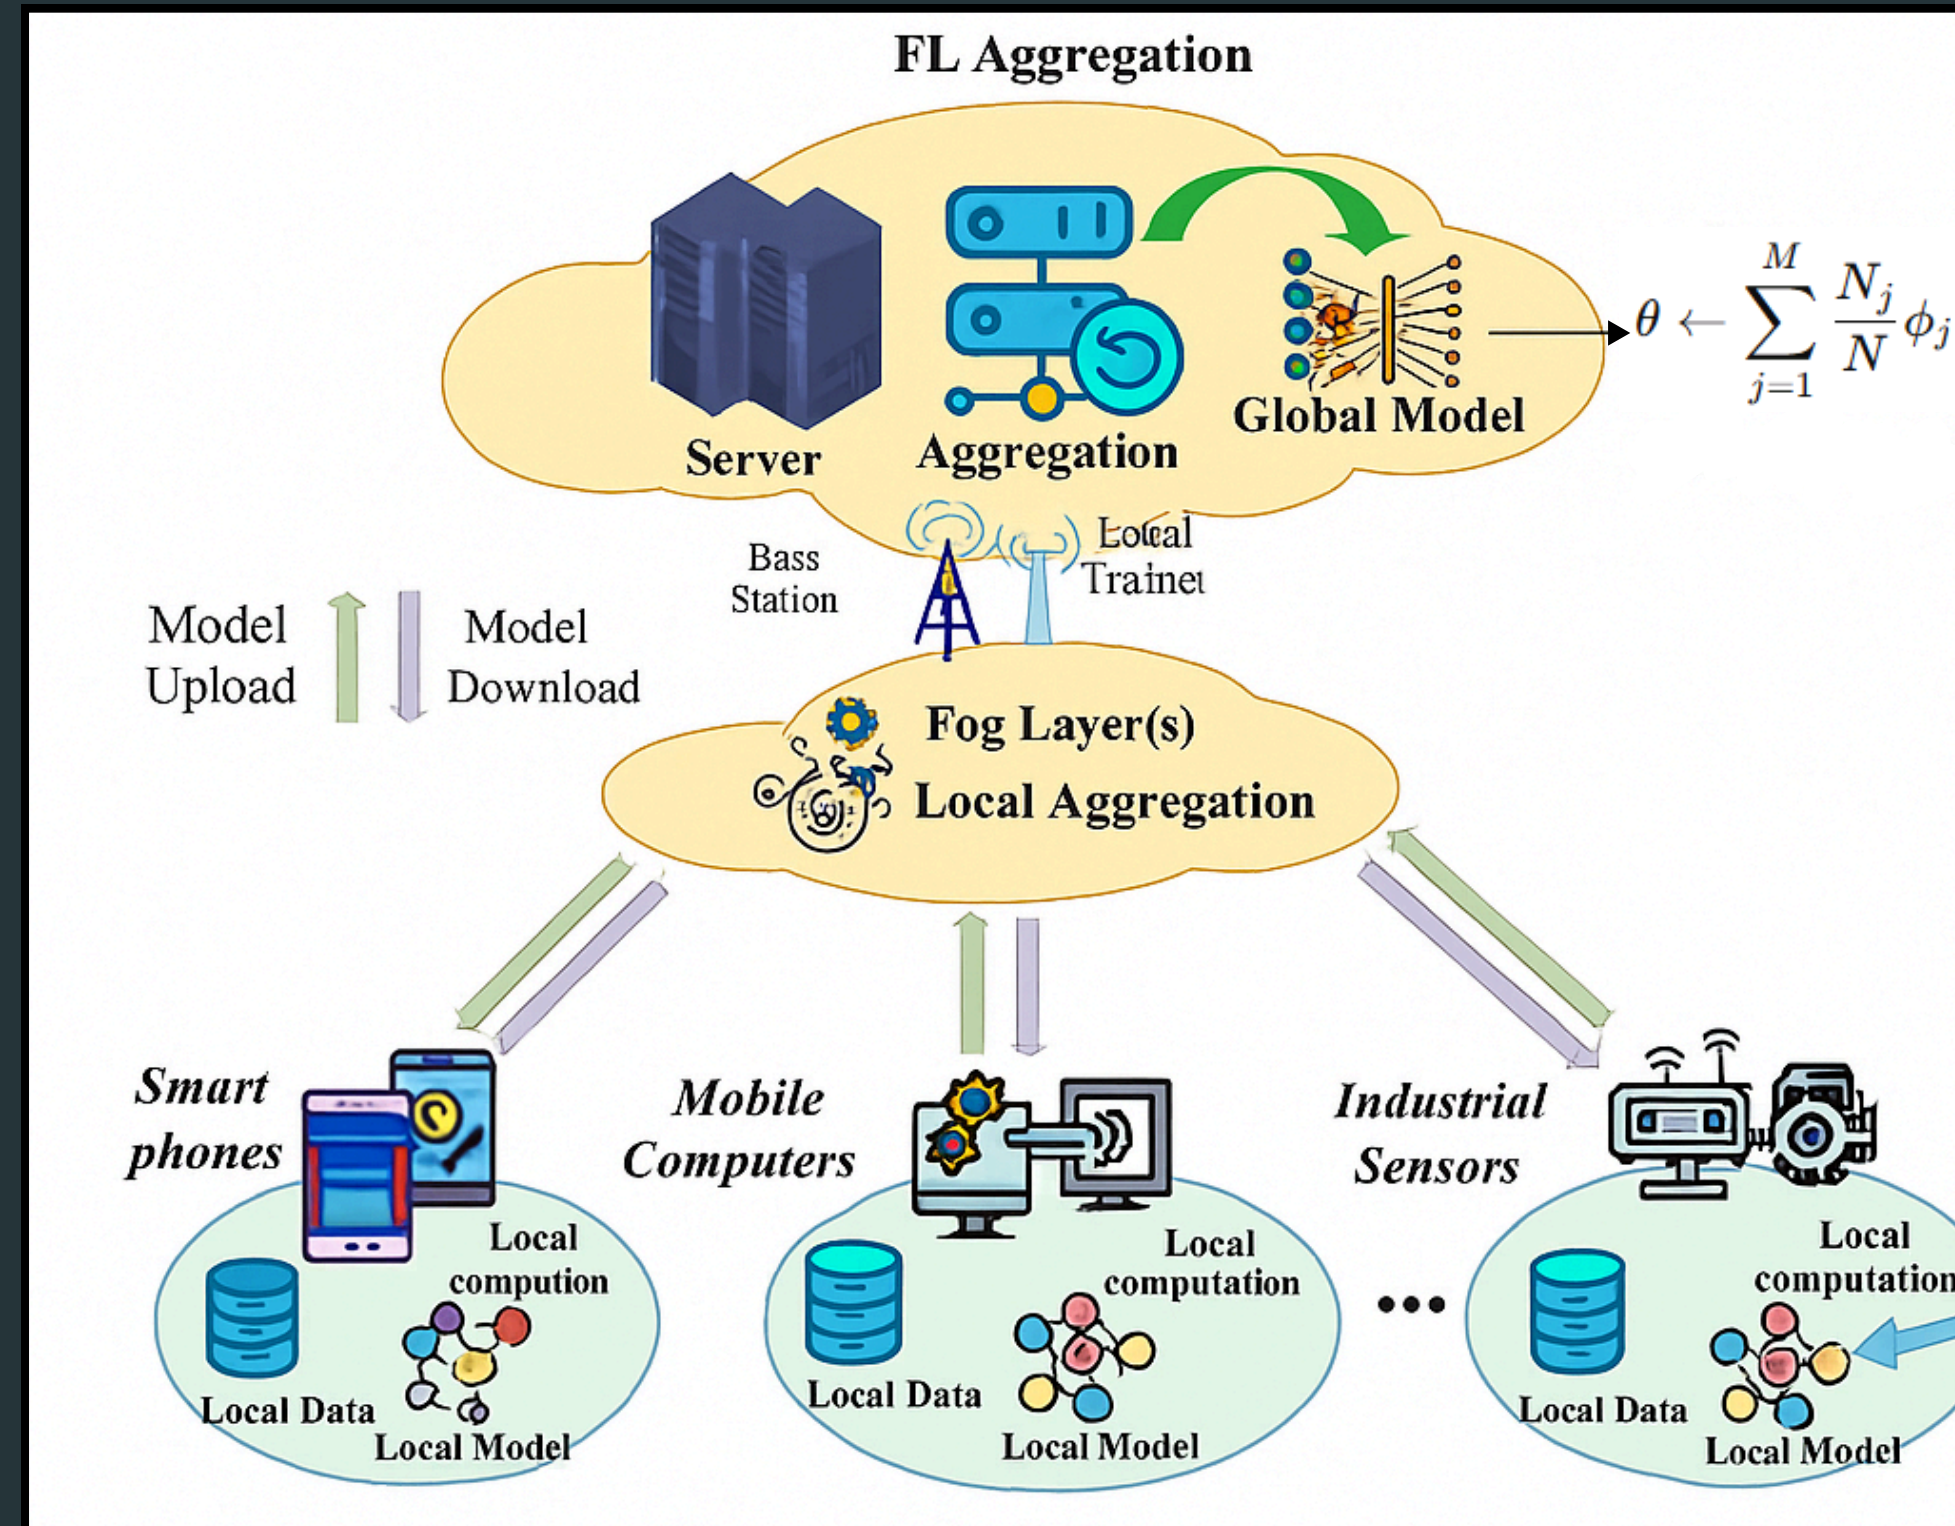 FL Aggregation
Server
Aggregation
Global Model
θ ← ∑_{j=1}^{M} \frac{N_j}{N} ϕ_j
Bass
Station
Trainet
Model
Upload
Model
Download
Fog Layer(s)
Local Aggregation
Smart
phones
Local
compution
Local Data
Local Model
Mobile
Computers
Local
computation
Local Data
Local Model
•••
Industrial
Sensors
Local
computation
Local Data
Local Model